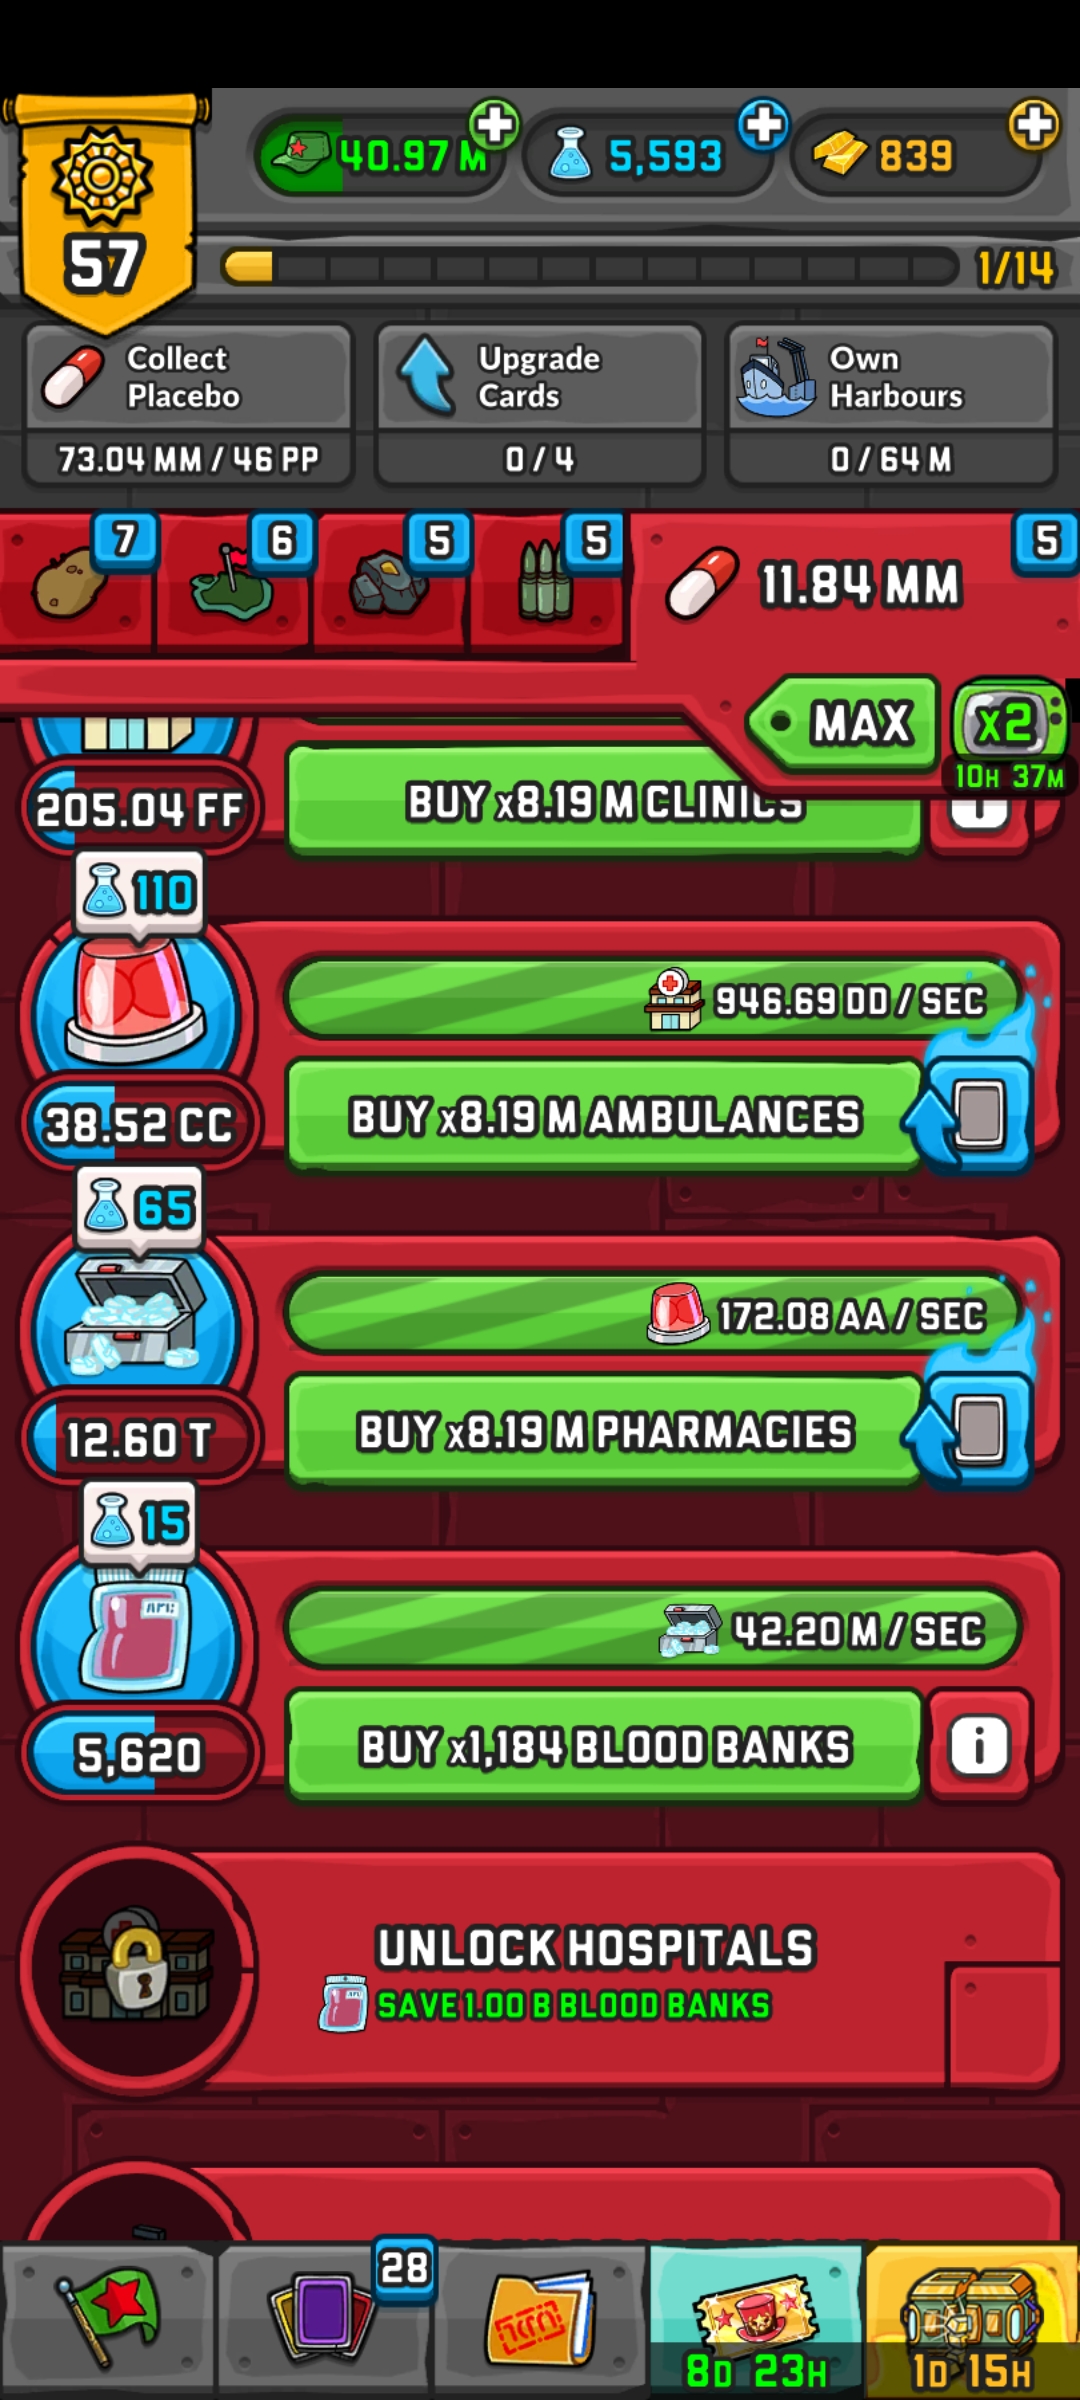 57
40.97 M
5,593
839
1/14
Collect
Placebo
73.04 MM / 46 PP
Upgrade
Cards
0 / 4
Own
Harbours
0 / 64 M
7
6
5
5
11.84 MM
5
MAX
x2
10H 37M
205.04 FF
BUY x8.19 M CLINICS
110
946.69 DD / SEC
38.52 CC
BUY x8.19 M AMBULANCES
65
172.08 AA / SEC
12.60 T
BUY x8.19 M PHARMACIES
15
42.20 M / SEC
5,620
BUY x1,184 BLOOD BANKS
i
UNLOCK HOSPITALS
SAVE 1.00 B BLOOD BANKS
28
8D 23H
1D 15H